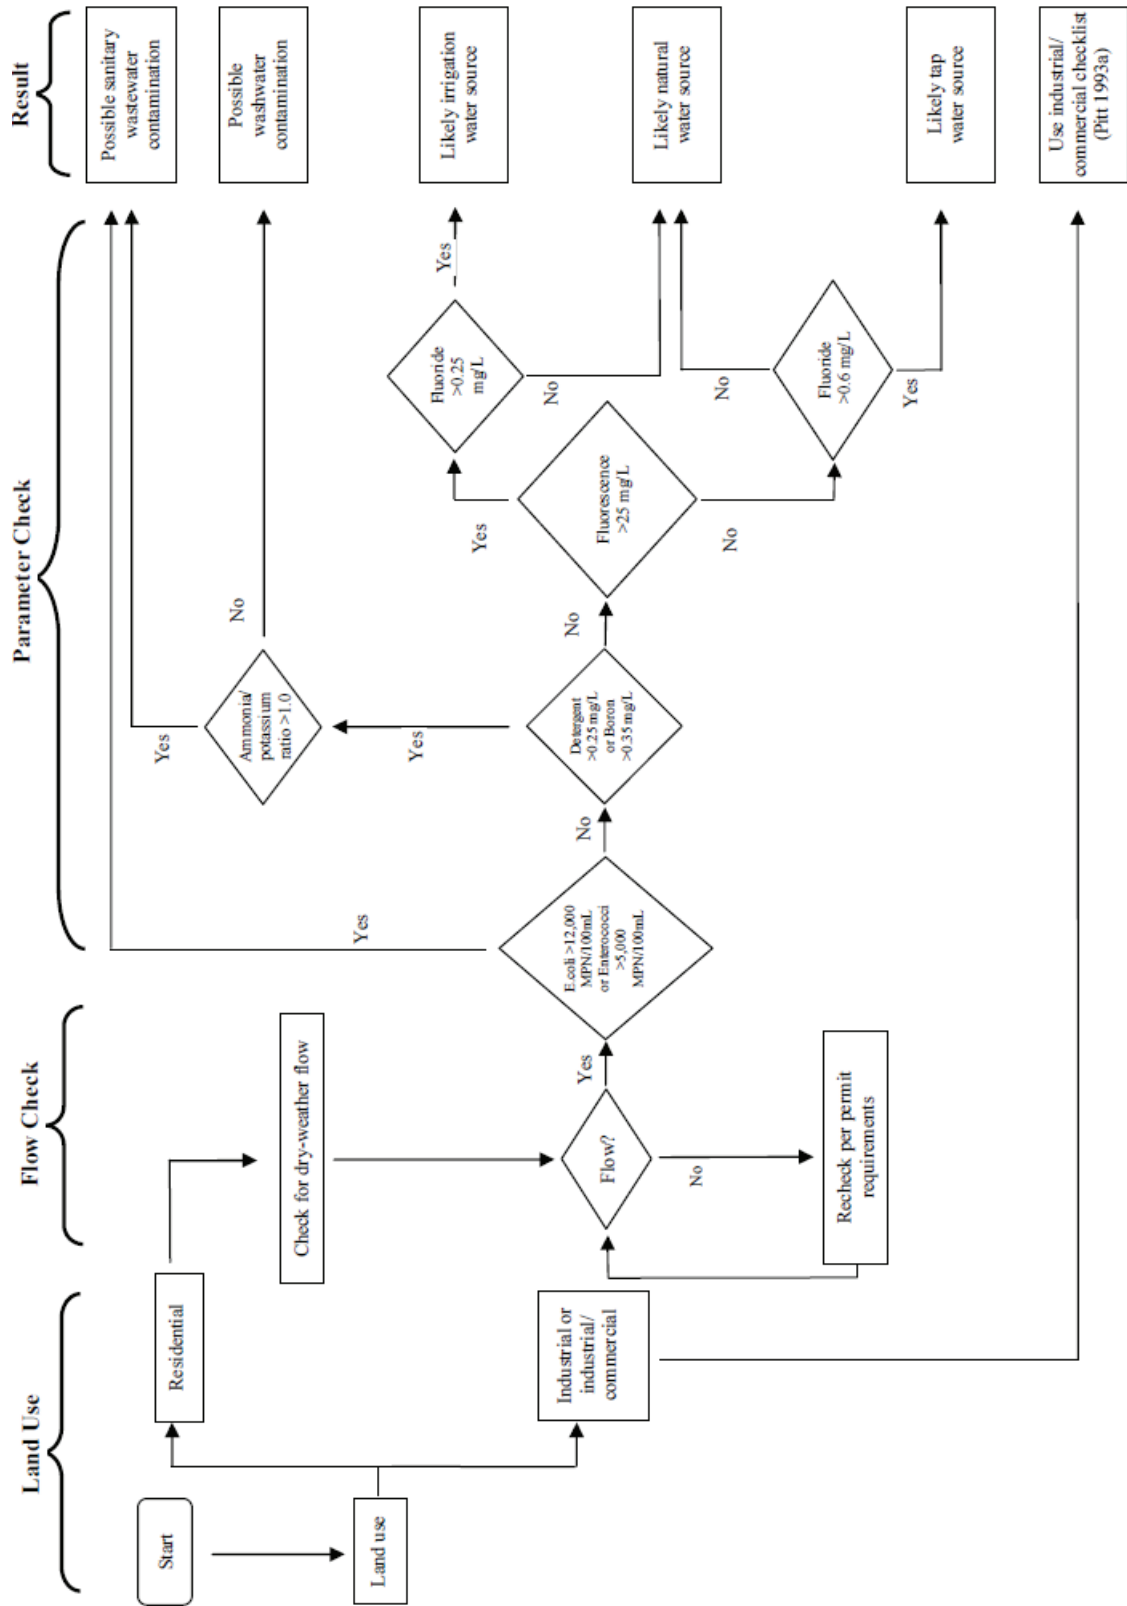 Land Use
Flow Check
Parameter Check
Result
Start
Land use
Residential
Industrial or
industrial/
commercial
Check for dry-weather flow
Flow?
Yes
No
Recheck per permit
requirements
E.coli >12,000
MPN/100mL
or Enterococci
>5,000
MPN/100mL
Yes
No
Detergent
>0.25 mg/L
or Boron
>0.35 mg/L
Yes
No
Ammonia/
potassium
ratio >1.0
Yes
No
Fluorescence
>25 mg/L
Yes
No
Fluoride
>0.25
mg/L
Yes
No
Fluoride
>0.6 mg/L
No
Yes
Possible sanitary
wastewater
contamination
Possible
washwater
contamination
Likely irrigation
water source
Likely natural
water source
Likely tap
water source
Use industrial/
commercial checklist
(Pitt 1993a)